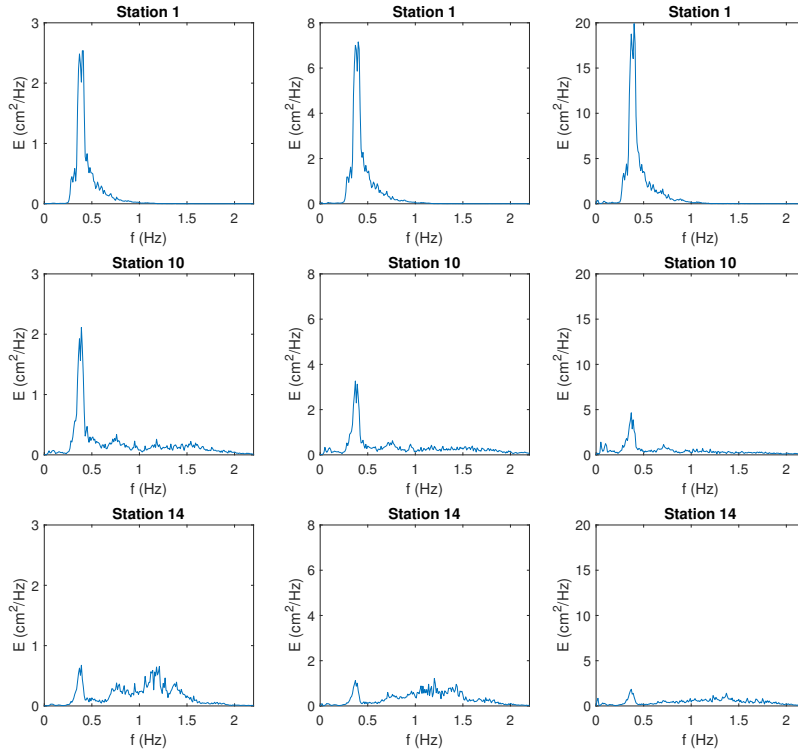 Station 1
3
2
1
0
E (cm²/Hz)
0 0.5 1 1.5 2
f (Hz)
Station 1
8
6
4
2
0
E (cm²/Hz)
0 0.5 1 1.5 2
f (Hz)
Station 1
20
15
10
5
0
E (cm²/Hz)
0 0.5 1 1.5 2
f (Hz)
Station 10
3
2
1
0
E (cm²/Hz)
0 0.5 1 1.5 2
f (Hz)
Station 10
8
6
4
2
0
E (cm²/Hz)
0 0.5 1 1.5 2
f (Hz)
Station 10
20
15
10
5
0
E (cm²/Hz)
0 0.5 1 1.5 2
f (Hz)
Station 14
3
2
1
0
E (cm²/Hz)
0 0.5 1 1.5 2
f (Hz)
Station 14
8
6
4
2
0
E (cm²/Hz)
0 0.5 1 1.5 2
f (Hz)
Station 14
20
15
10
5
0
E (cm²/Hz)
0 0.5 1 1.5 2
f (Hz)